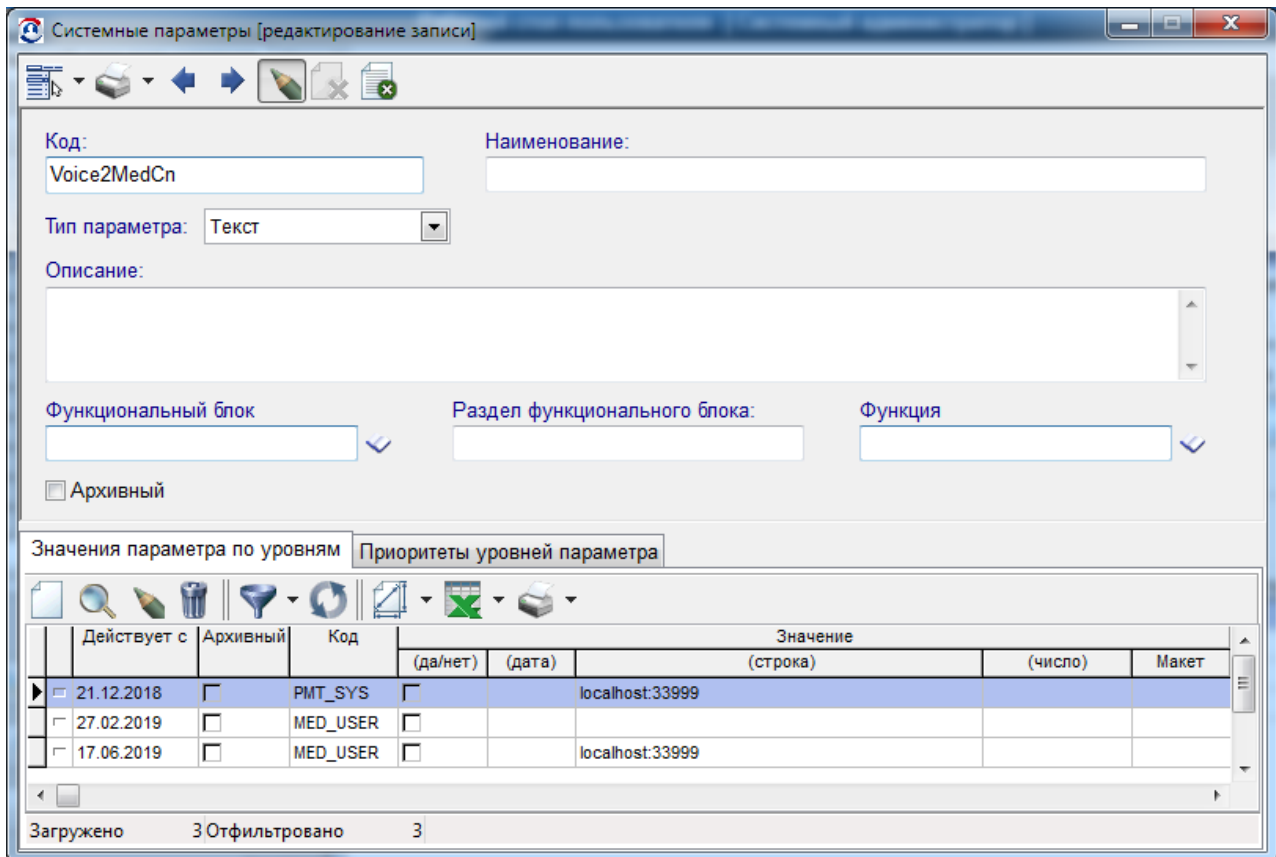 Системные параметры [редактирование записи]
Код: Наименование:
Voice2MedCn
Тип параметра: Текст
Описание:
Функциональный блок Раздел функционального блока: Функция
Архивный
Значения параметра по уровням Приоритеты уровней параметра
Действует с Архивный Код Значение
(да/нет) (дата) (строка) (число) Макет
21.12.2018 PMT_SYS localhost:33999
27.02.2019 MED_USER
17.06.2019 MED_USER localhost:33999
Загружено 3 Отфильтровано 3